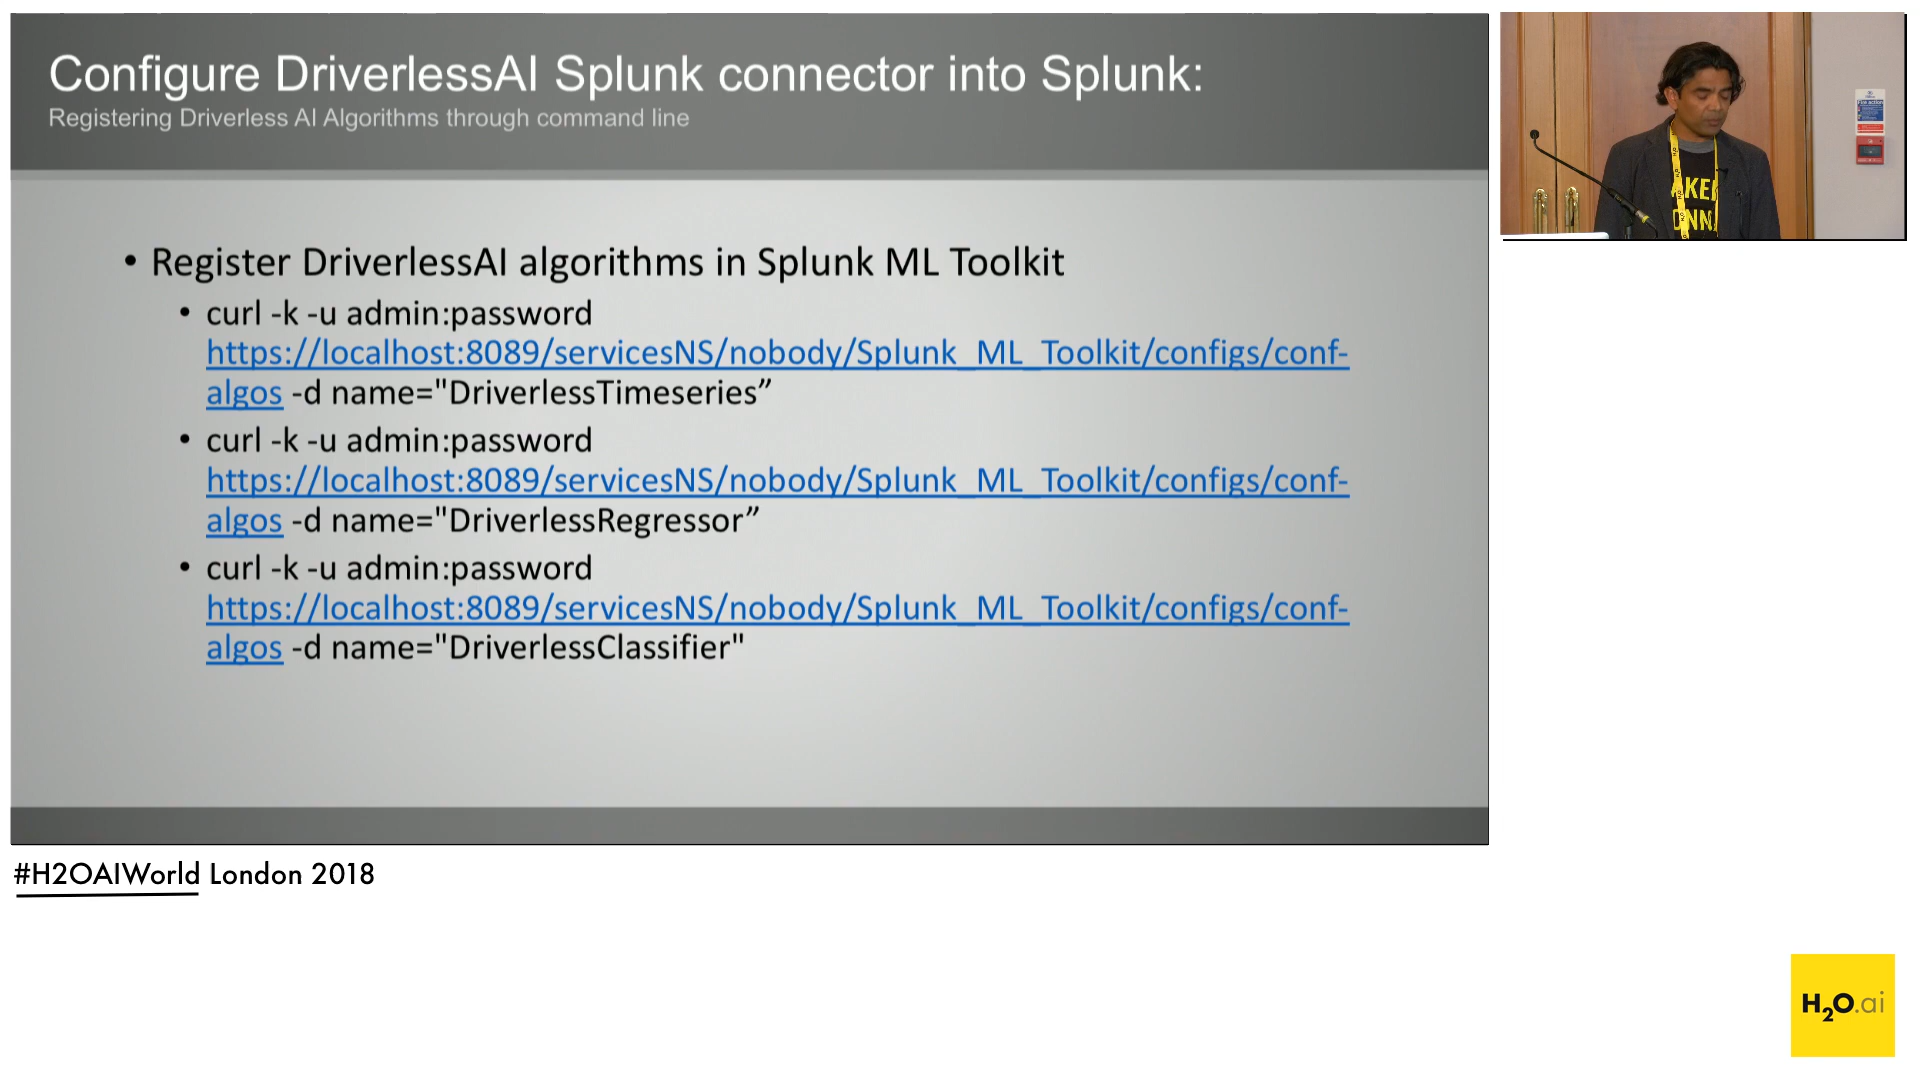 Configure DriverlessAI Splunk connector into Splunk:
Registering Driverless AI Algorithms through command line
• Register DriverlessAI algorithms in Splunk ML Toolkit
• curl -k -u admin:password
https://localhost:8089/servicesNS/nobody/Splunk_ML_Toolkit/configs/conf-
algos -d name="DriverlessTimeseries”
• curl -k -u admin:password
https://localhost:8089/servicesNS/nobody/Splunk_ML_Toolkit/configs/conf-
algos -d name="DriverlessRegressor”
• curl -k -u admin:password
https://localhost:8089/servicesNS/nobody/Splunk_ML_Toolkit/configs/conf-
algos -d name="DriverlessClassifier"
Fire action
#H2OAIWorld London 2018
H2O.ai